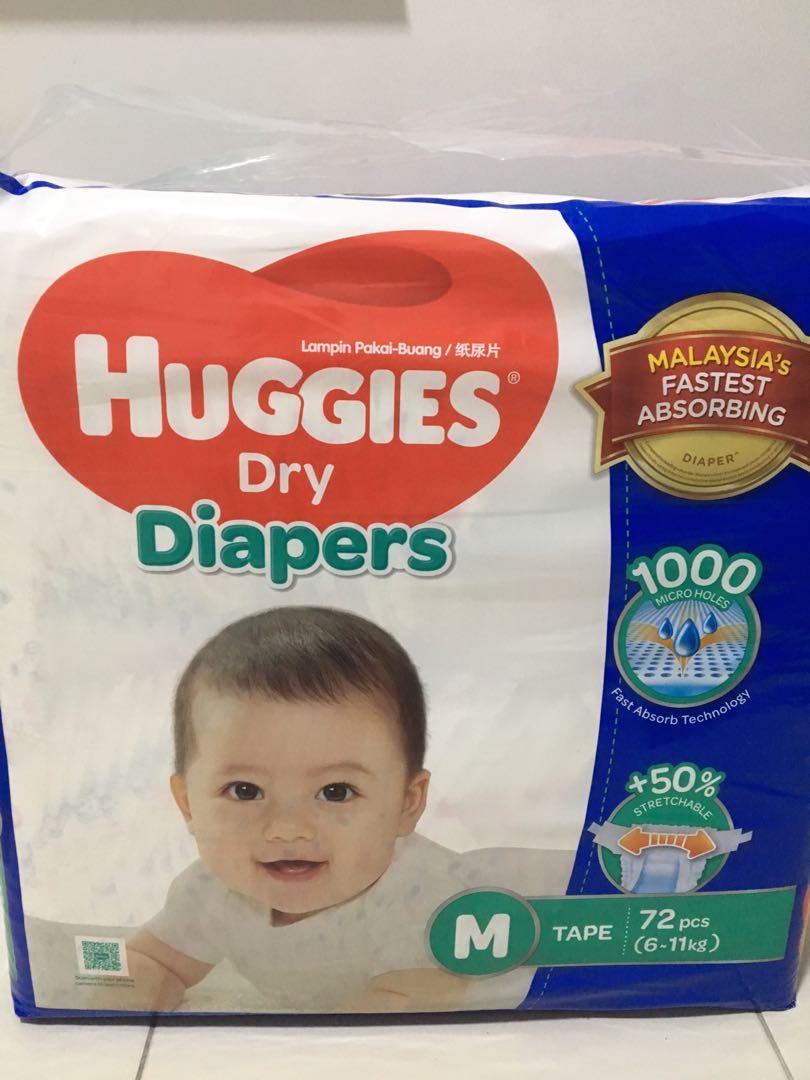 Lampin Pakai-Buang / 纸尿片
HUGGIES®
Dry
Diapers
MALAYSIA's
FASTEST
ABSORBING
DIAPER^
1000
MICRO HOLES
Fast Absorb Technology
+50%
STRETCHABLE
M
TAPE
72 pcs
(6~11kg)